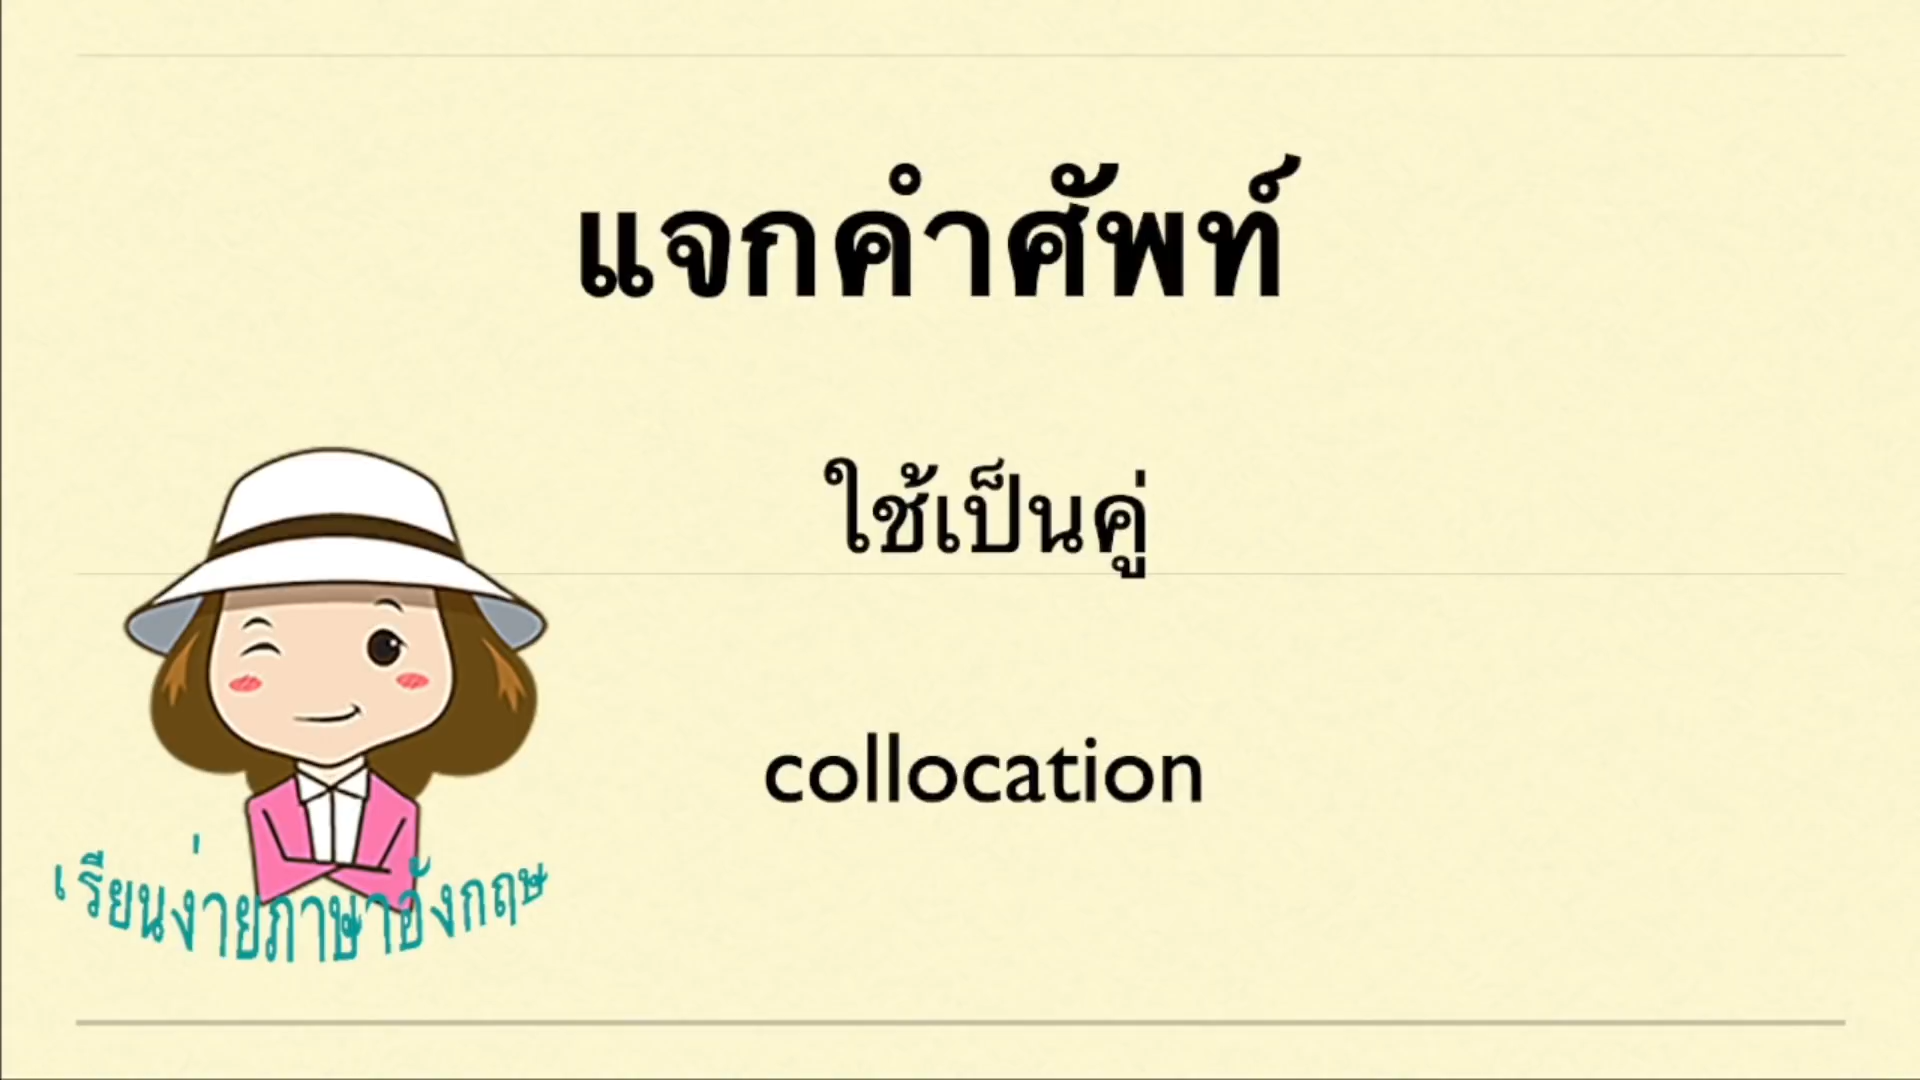 แจกคำศัพท์
ใช้เป็นคู่
collocation
เรียนง่ายภาษาอังกฤษ